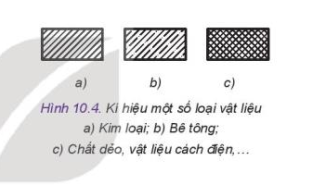 a) b) c)
Hình 10.4. Kí hiệu một số loại vật liệu
a) Kim loại; b) Bê tông;
c) Chất dẻo, vật liệu cách điện,...